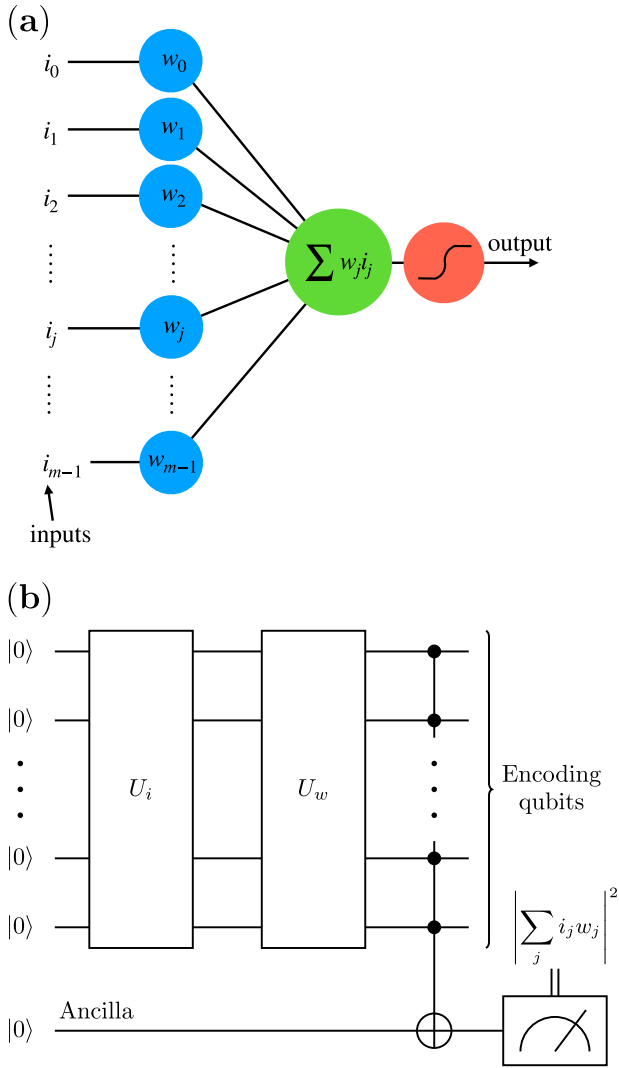 (a)
i₀ w₀
i₁ w₁
i₂ w₂
∑ wⱼiⱼ output
iⱼ wⱼ
iₘ₋₁ wₘ₋₁
inputs
(b)
|0⟩
|0⟩
Uᵢ U_w
Encoding
qubits
|0⟩
|0⟩
|∑ⱼ iⱼwⱼ|²
Ancilla
|0⟩